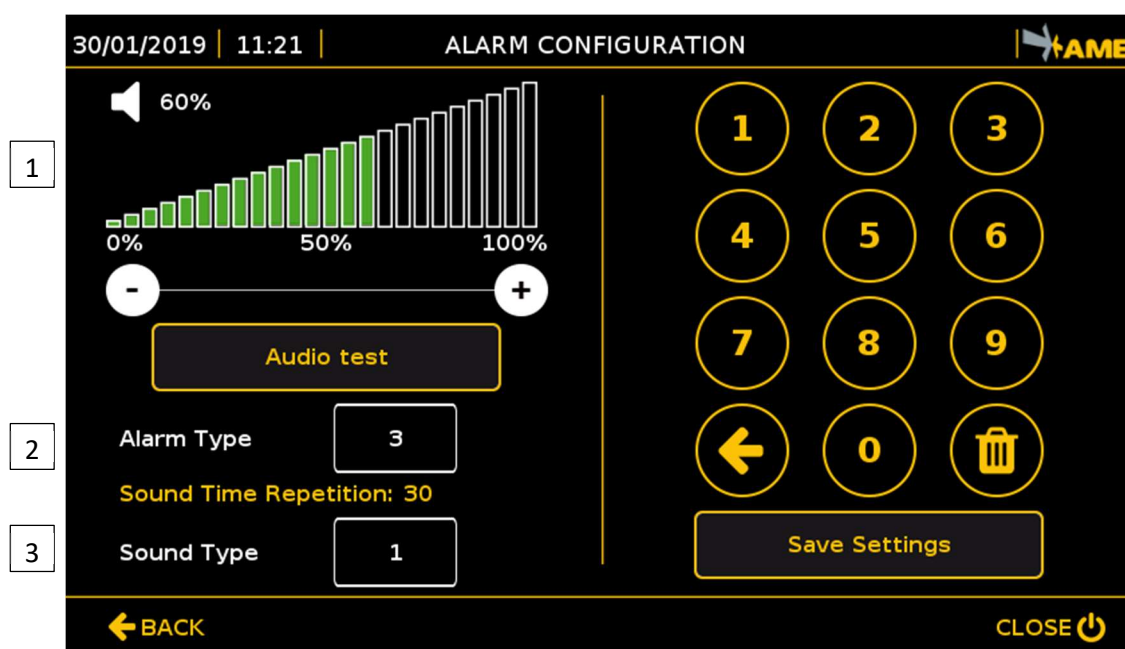 30/01/2019 11:21 ALARM CONFIGURATION AME
60%
1
0% 50% 100%
- +
Audio test
2
Alarm Type 3
Sound Time Repetition: 30
3
Sound Type 1
1 2 3
4 5 6
7 8 9
0
Save Settings
BACK CLOSE